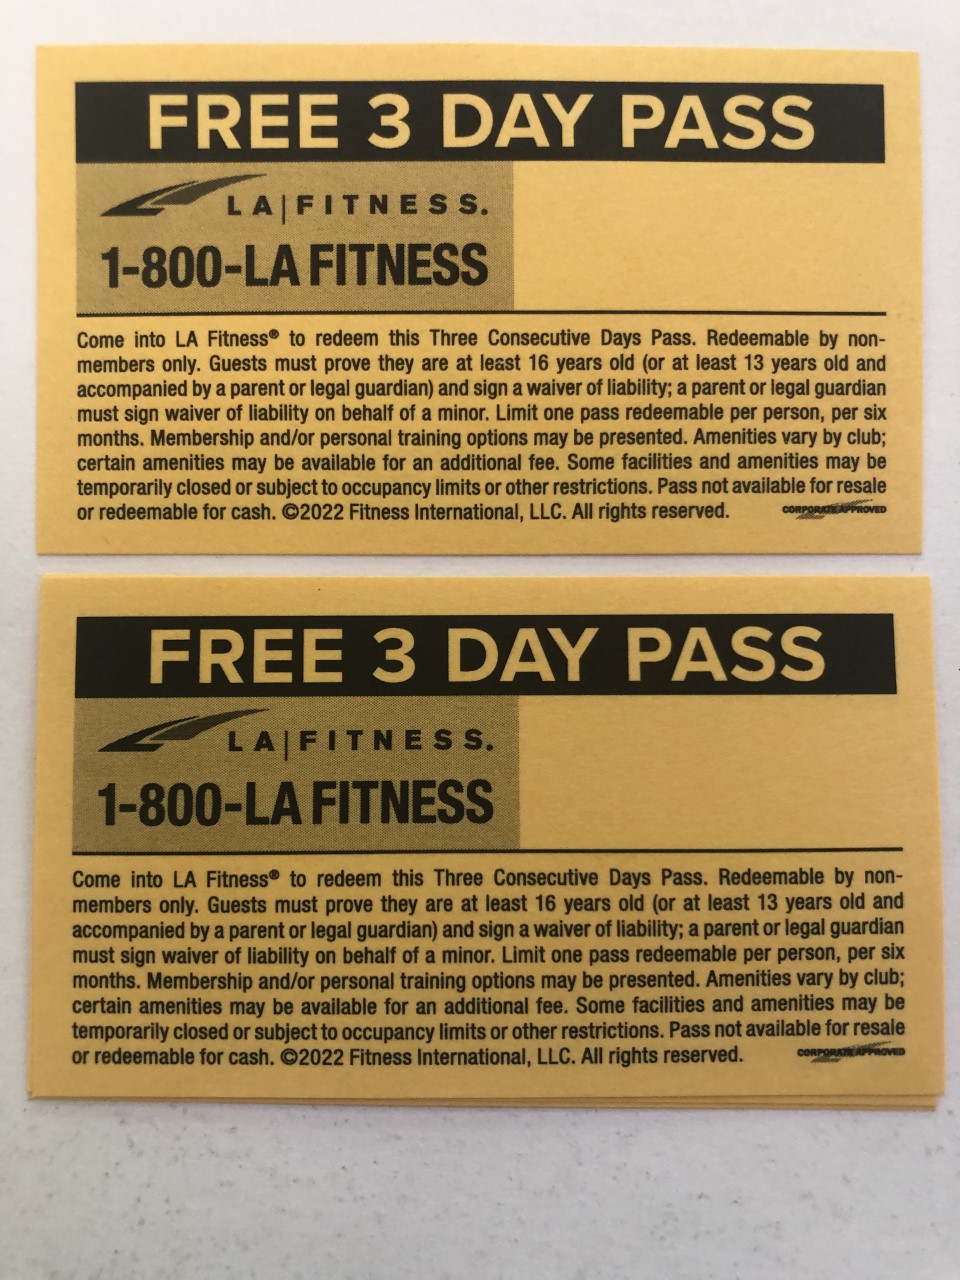 FREE 3 DAY PASS
LA|FITNESS.
1-800-LA FITNESS
Come into LA Fitness® to redeem this Three Consecutive Days Pass. Redeemable by non-
members only. Guests must prove they are at least 16 years old (or at least 13 years old and
accompanied by a parent or legal guardian) and sign a waiver of liability; a parent or legal guardian
must sign waiver of liability on behalf of a minor. Limit one pass redeemable per person, per six
months. Membership and/or personal training options may be presented. Amenities vary by club;
certain amenities may be available for an additional fee. Some facilities and amenities may be
temporarily closed or subject to occupancy limits or other restrictions. Pass not available for resale
or redeemable for cash. ©2022 Fitness International, LLC. All rights reserved. CORPORATE APPROVED
FREE 3 DAY PASS
LA|FITNESS.
1-800-LA FITNESS
Come into LA Fitness® to redeem this Three Consecutive Days Pass. Redeemable by non-
members only. Guests must prove they are at least 16 years old (or at least 13 years old and
accompanied by a parent or legal guardian) and sign a waiver of liability; a parent or legal guardian
must sign waiver of liability on behalf of a minor. Limit one pass redeemable per person, per six
months. Membership and/or personal training options may be presented. Amenities vary by club;
certain amenities may be available for an additional fee. Some facilities and amenities may be
temporarily closed or subject to occupancy limits or other restrictions. Pass not available for resale
or redeemable for cash. ©2022 Fitness International, LLC. All rights reserved. CORPORATE APPROVED